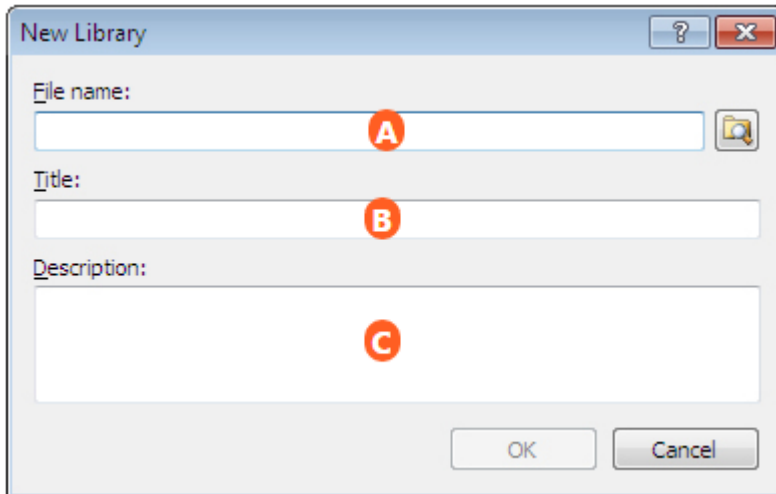 New Library ?
File name:
A
Title:
B
Description:
C
OK Cancel